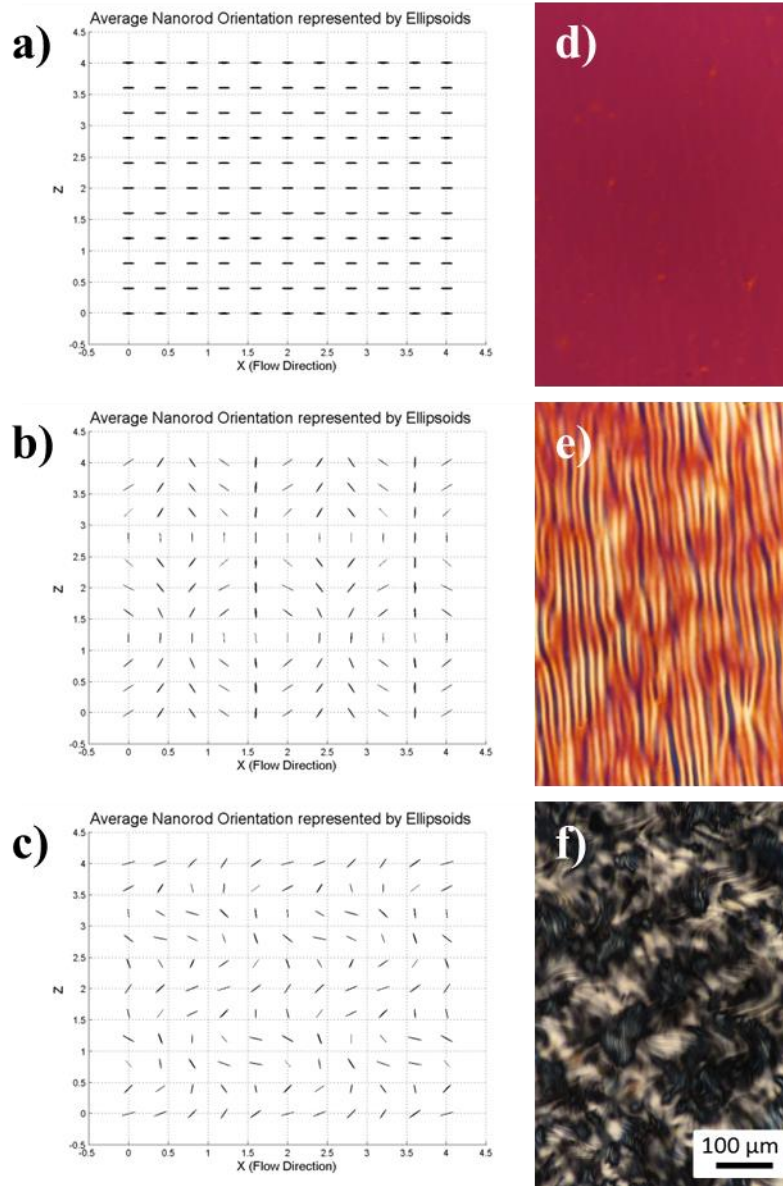 a)
Average Nanorod Orientation represented by Ellipsoids
4.5
4
3.5
3
2.5
2
1.5
1
0.5
0
-0.5
Z
-0.5 0 0.5 1 1.5 2 2.5 3 3.5 4 4.5
X (Flow Direction)
d)
b)
Average Nanorod Orientation represented by Ellipsoids
4.5
4
3.5
3
2.5
2
1.5
1
0.5
0
-0.5
Z
-0.5 0 0.5 1 1.5 2 2.5 3 3.5 4 4.5
X (Flow Direction)
e)
c)
Average Nanorod Orientation represented by Ellipsoids
4.5
4
3.5
3
2.5
2
1.5
1
0.5
0
-0.5
Z
-0.5 0 0.5 1 1.5 2 2.5 3 3.5 4 4.5
X (Flow Direction)
f)
100 μm